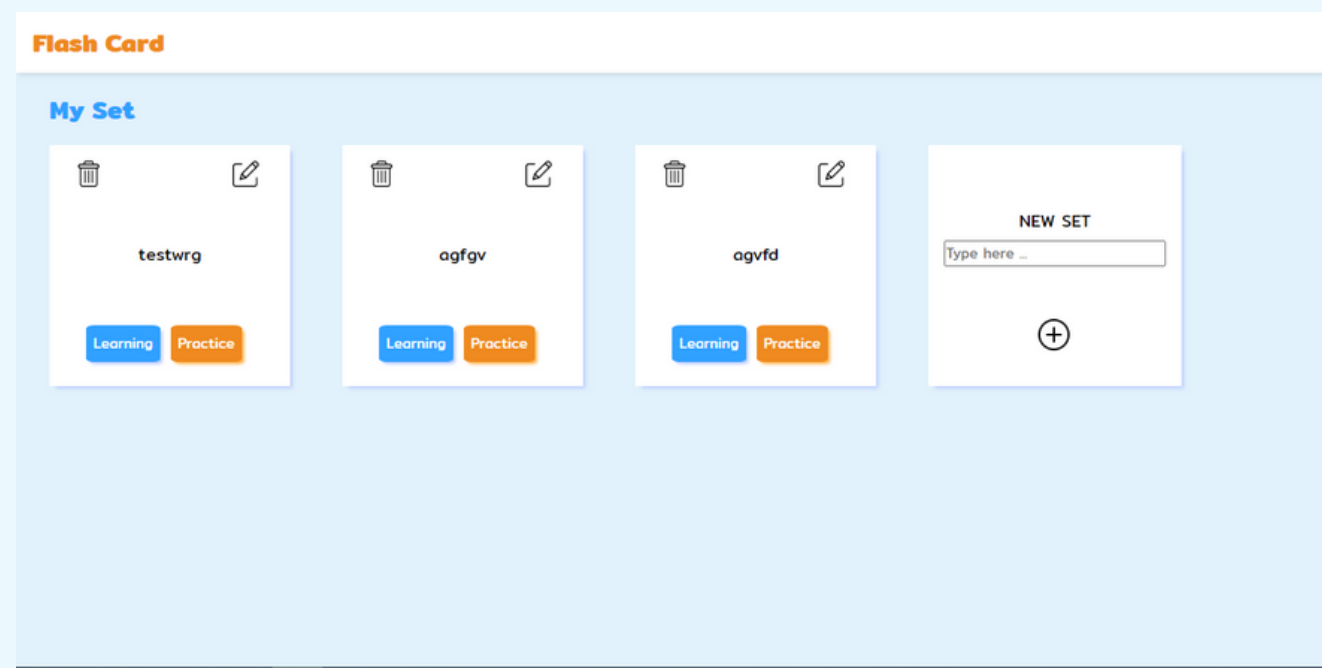 Flash Card
My Set
testwrg
Learning Practice
agfgv
Learning Practice
agvfd
Learning Practice
NEW SET
Type here ...